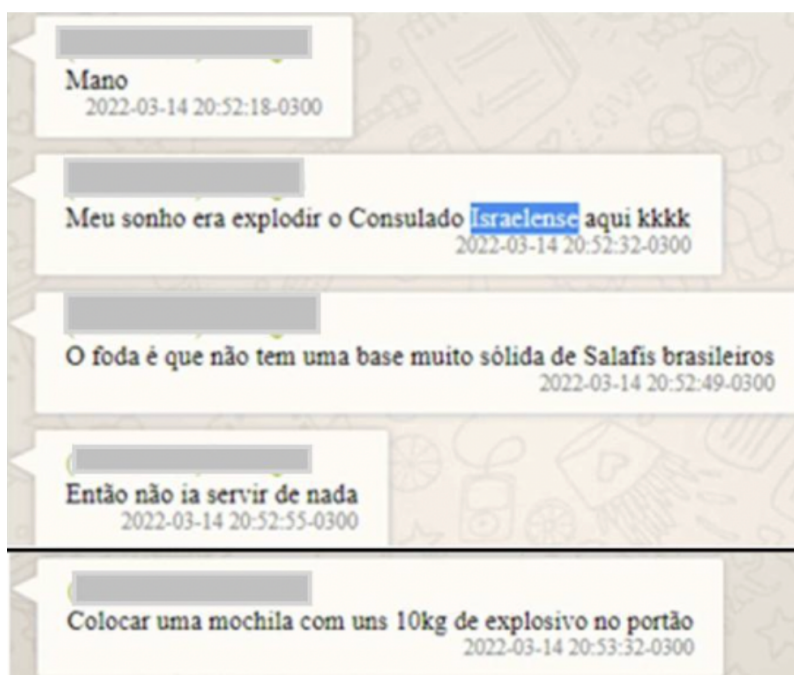 Mano
2022-03-14 20:52:18-0300
Meu sonho era explodir o Consulado Israelense aqui kkkk
2022-03-14 20:52:32-0300
O foda é que não tem uma base muito sólida de Salafis brasileiros
2022-03-14 20:52:49-0300
Então não ia servir de nada
2022-03-14 20:52:55-0300
Colocar uma mochila com uns 10kg de explosivo no portão
2022-03-14 20:53:32-0300